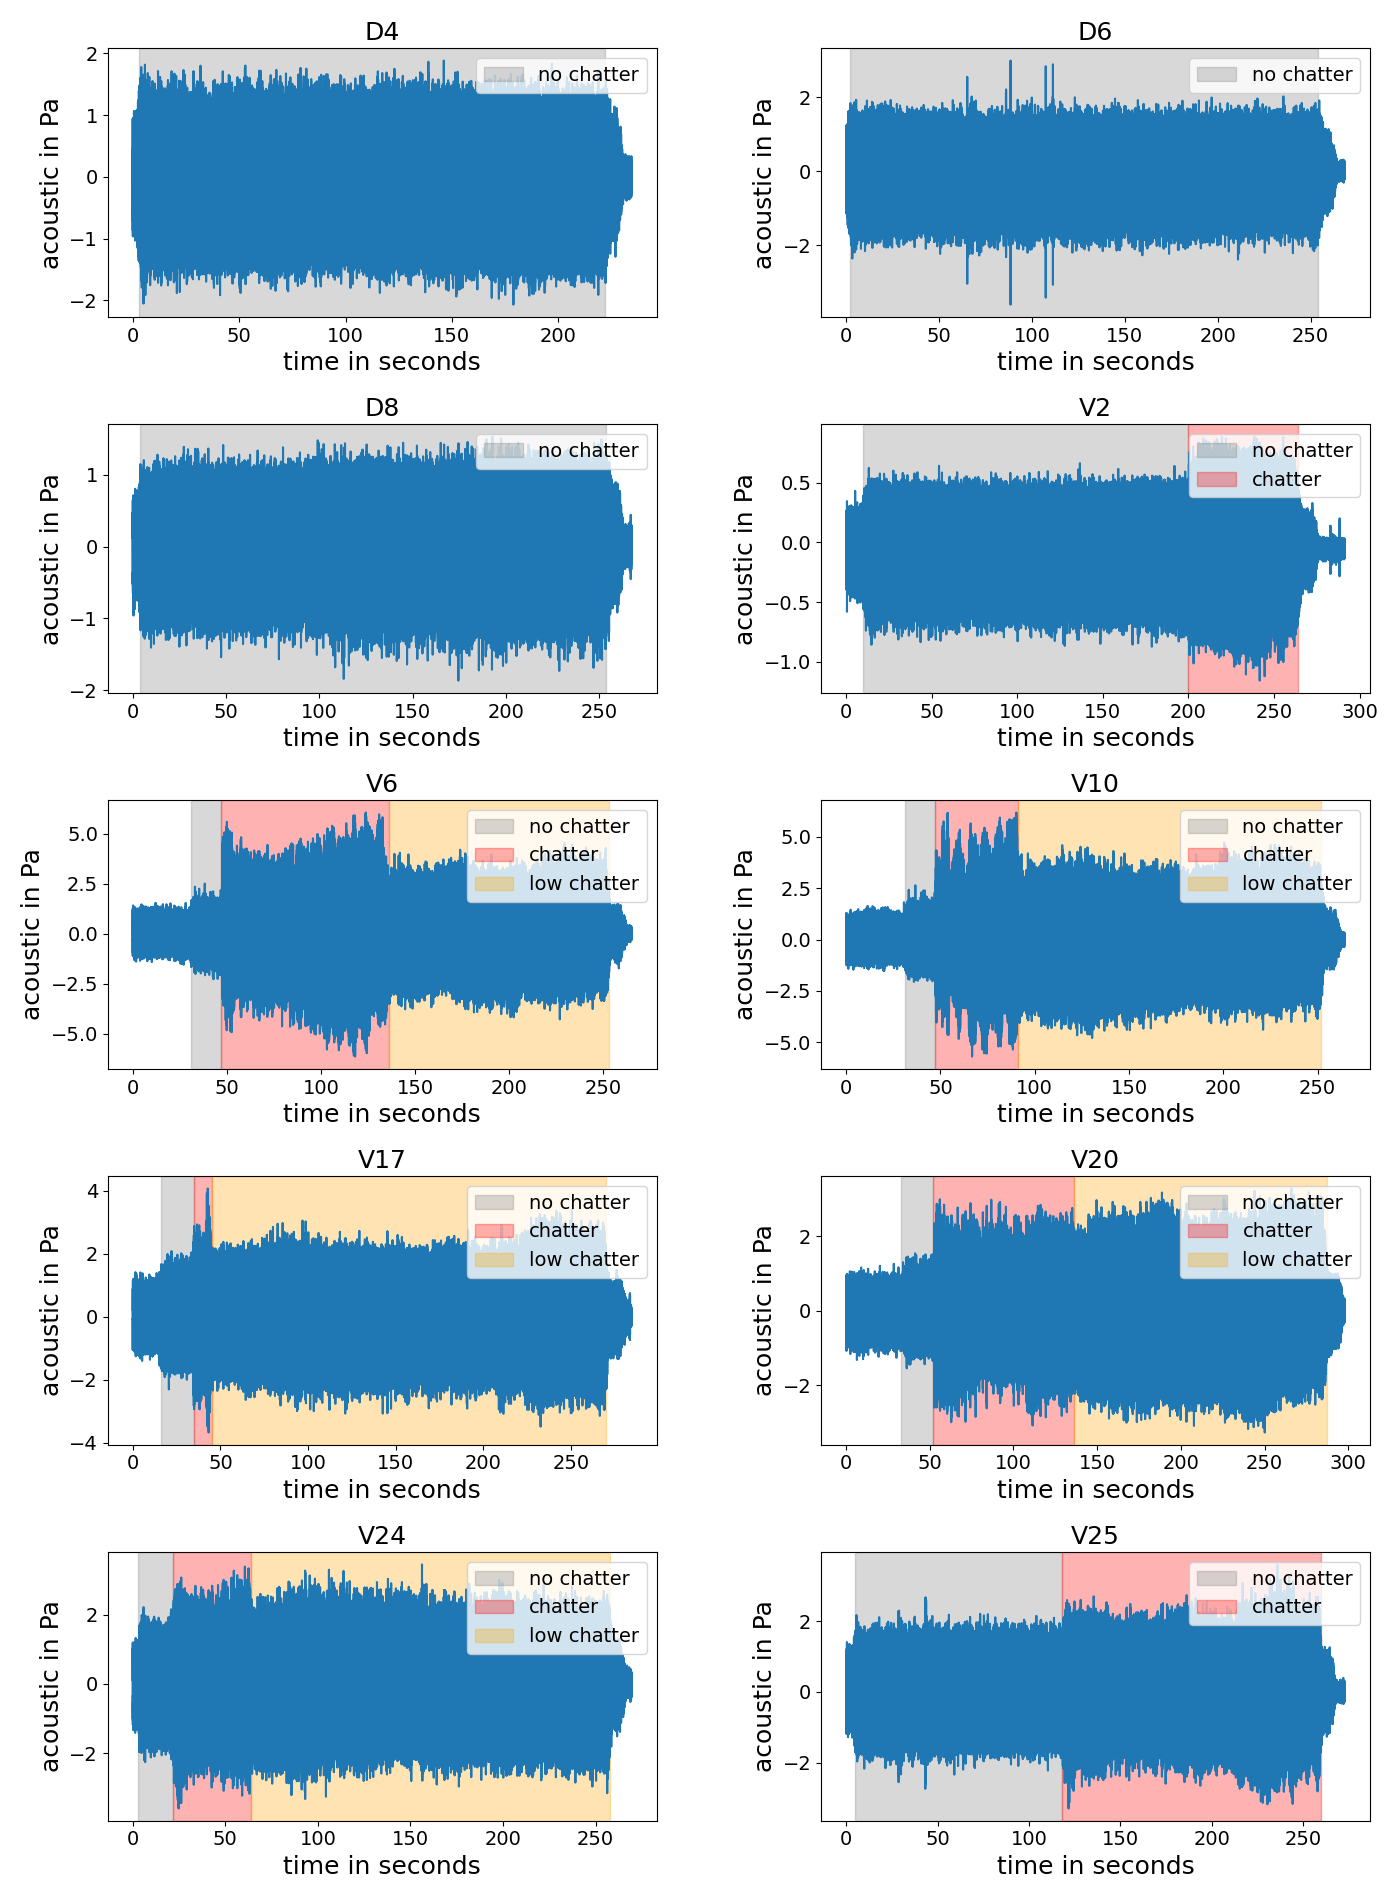 D4
2
1
0
−1
−2
acoustic in Pa
no chatter
0 50 100 150 200
time in seconds
D6
2
0
−2
acoustic in Pa
no chatter
0 50 100 150 200 250
time in seconds
D8
1
0
−1
−2
acoustic in Pa
no chatter
0 50 100 150 200 250
time in seconds
V2
0.5
0.0
−0.5
−1.0
acoustic in Pa
no chatter
chatter
0 50 100 150 200 250 300
time in seconds
V6
5.0
2.5
0.0
−2.5
−5.0
acoustic in Pa
no chatter
chatter
low chatter
0 50 100 150 200 250
time in seconds
V10
5.0
2.5
0.0
−2.5
−5.0
acoustic in Pa
no chatter
chatter
low chatter
0 50 100 150 200 250
time in seconds
V17
4
2
0
−2
−4
acoustic in Pa
no chatter
chatter
low chatter
0 50 100 150 200 250
time in seconds
V20
2
0
−2
acoustic in Pa
no chatter
chatter
low chatter
0 50 100 150 200 250 300
time in seconds
V24
2
0
−2
acoustic in Pa
no chatter
chatter
low chatter
0 50 100 150 200 250
time in seconds
V25
2
0
−2
acoustic in Pa
no chatter
chatter
0 50 100 150 200 250
time in seconds